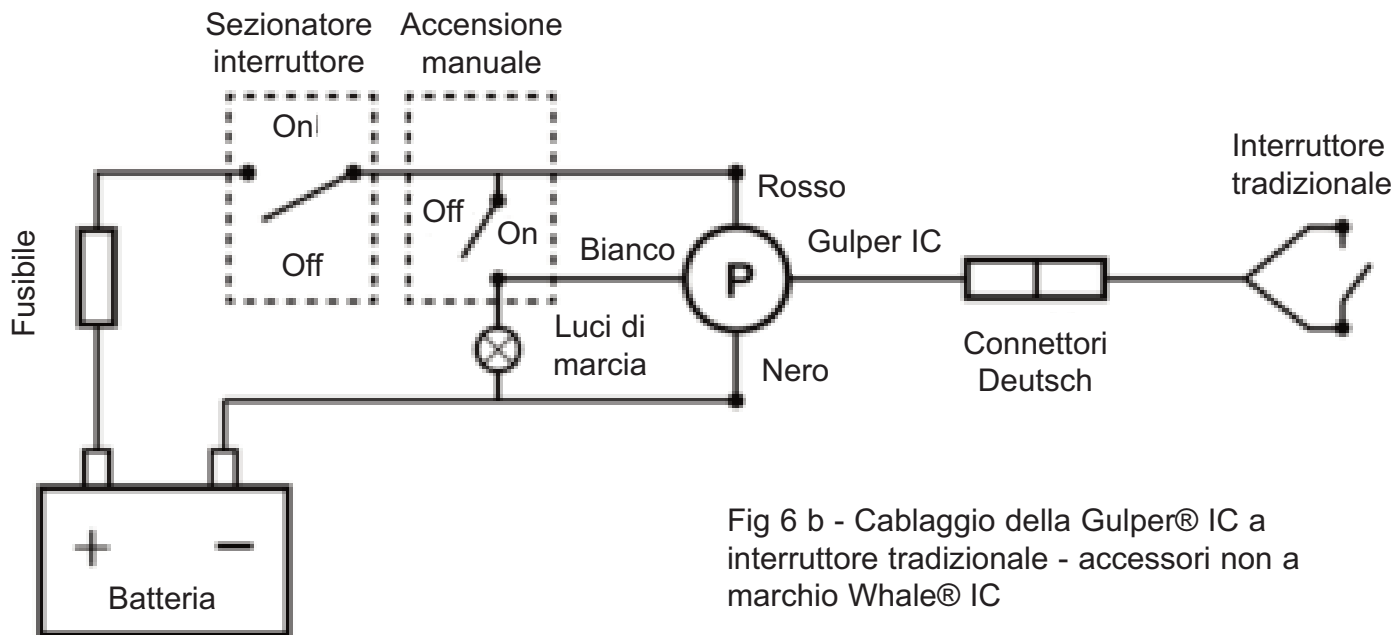 Sezionatore
interruttore
Accensione
manuale
On
Off
Off
On
Fusibile
Bianco
Rosso
Gulper IC
P
Luci di
marcia
Nero
Connettori
Deutsch
Interruttore
tradizionale
+
−
Batteria
Fig 6 b - Cablaggio della Gulper® IC a
interruttore tradizionale - accessori non a
marchio Whale® IC